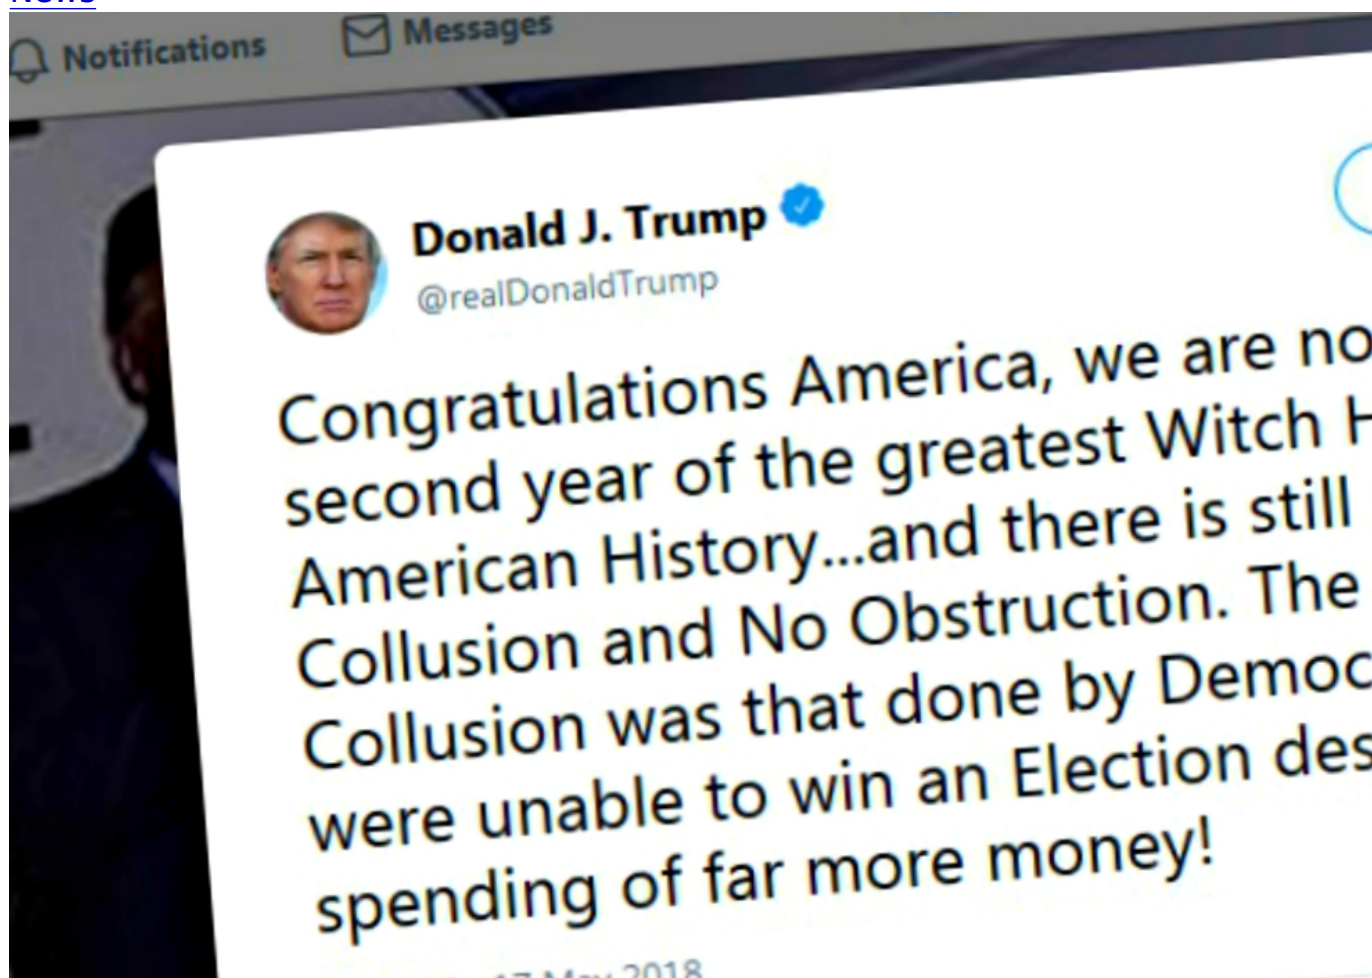 News
Notifications Messages
Donald J. Trump
@realDonaldTrump
Congratulations America, we are no
second year of the greatest Witch H
American History...and there is still
Collusion and No Obstruction. The
Collusion was that done by Democ
were unable to win an Election des
spending of far more money!
17 May 2018